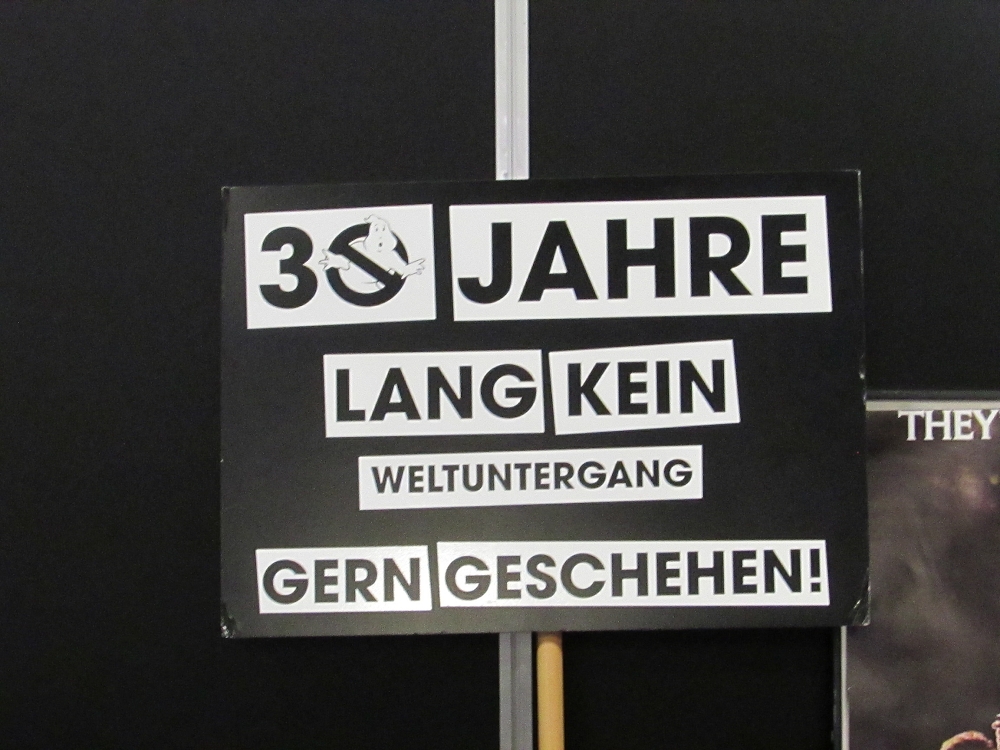 30 JAHRE
LANG KEIN
WELTUNTERGANG
GERN GESCHEHEN!
THEY